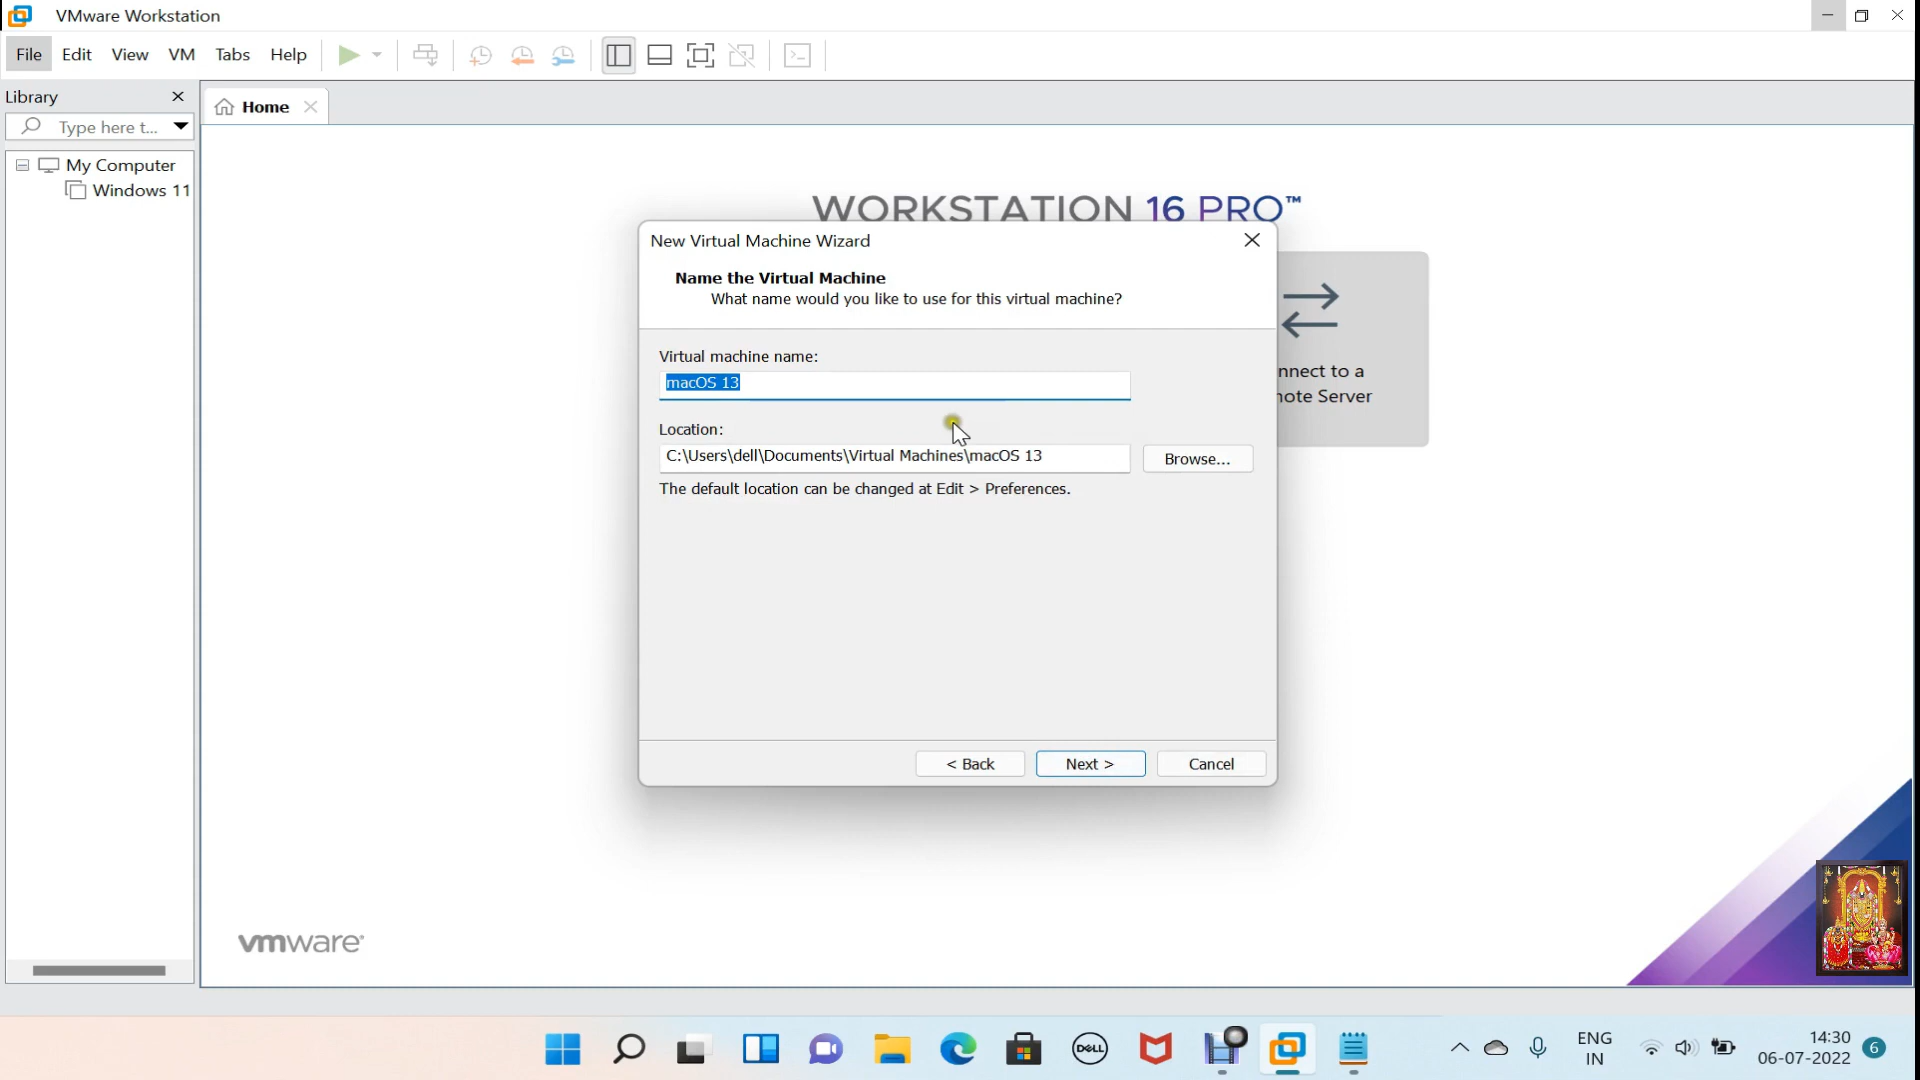 VMware Workstation
File Edit View VM Tabs Help
Library
Home
Type here t...
My Computer
Windows 11
WORKSTATION 16 PRO™
New Virtual Machine Wizard
Name the Virtual Machine
What name would you like to use for this virtual machine?
Virtual machine name:
macOS 13
Location:
C:\Users\dell\Documents\Virtual Machines\macOS 13
Browse...
The default location can be changed at Edit > Preferences.
< Back
Next >
Cancel
nnect to a
note Server
vmware
DELL
ENG
IN
14:30
06-07-2022
6